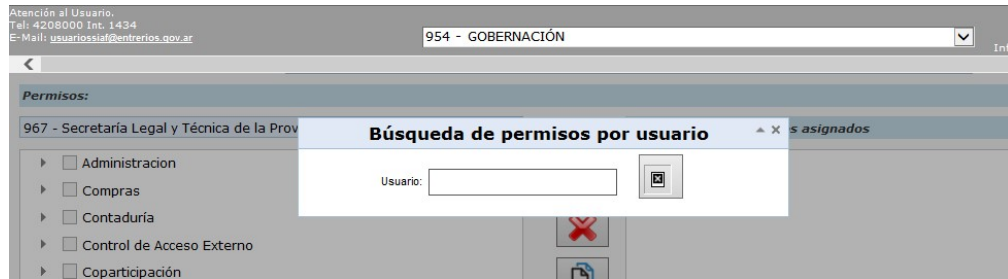 Atención al Usuario.
Tel: 4208000 Int. 1434
E-Mail: usuariossiaf@entrerios.gov.ar
954 - GOBERNACIÓN
Permisos:
967 - Secretaría Legal y Técnica de la Prov
s asignados
Búsqueda de permisos por usuario
Usuario:
Administracion
Compras
Contaduría
Control de Acceso Externo
Coparticipación